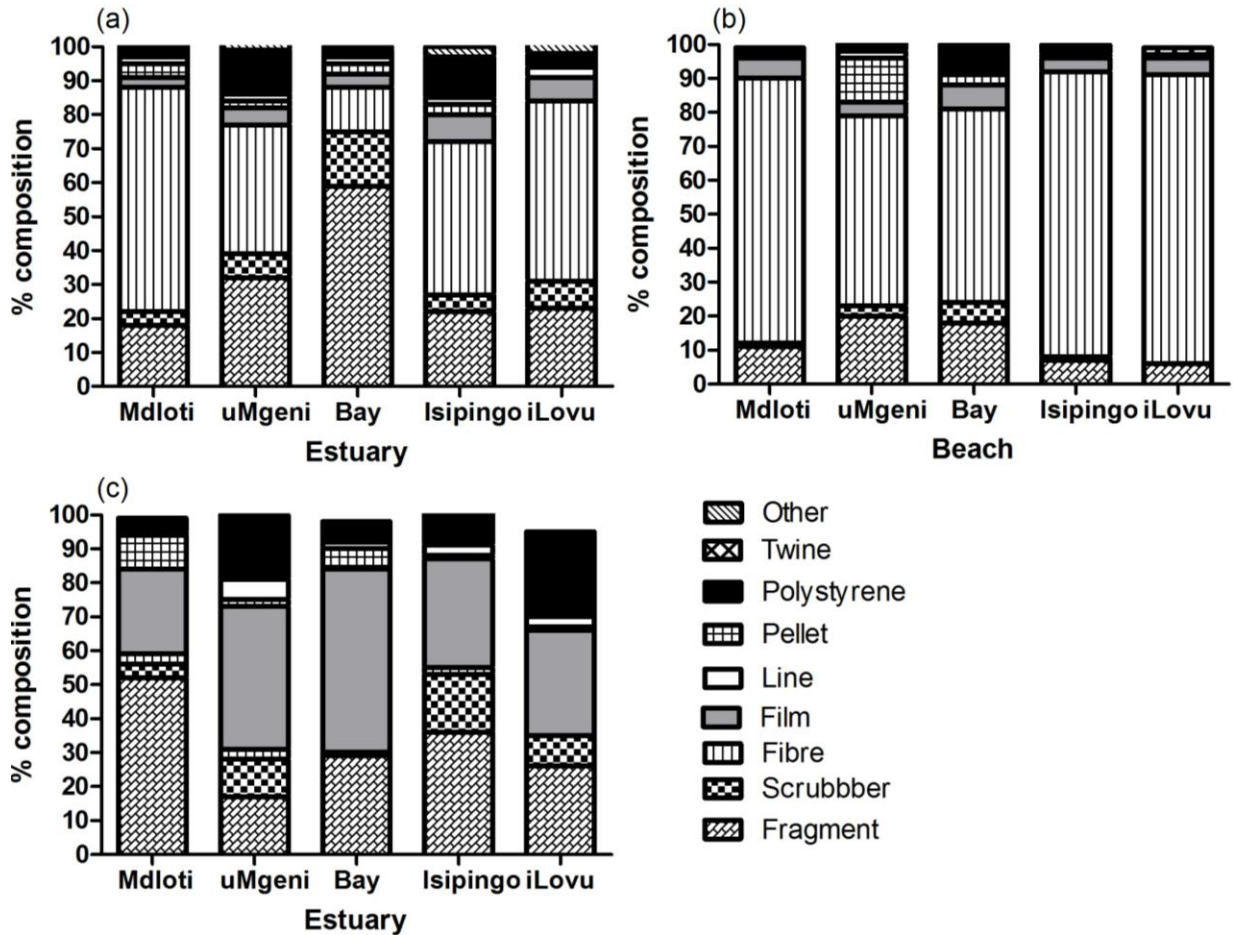 (a)
% composition
100
90
80
70
60
50
40
30
20
10
0
Mdloti uMgeni Bay Isipingo iLovu
Estuary
(b)
% composition
100
90
80
70
60
50
40
30
20
10
0
Mdloti uMgeni Bay Isipingo iLovu
Beach
(c)
% composition
100
90
80
70
60
50
40
30
20
10
0
Mdloti uMgeni Bay Isipingo iLovu
Estuary
Other
Twine
Polystyrene
Pellet
Line
Film
Fibre
Scrubbber
Fragment